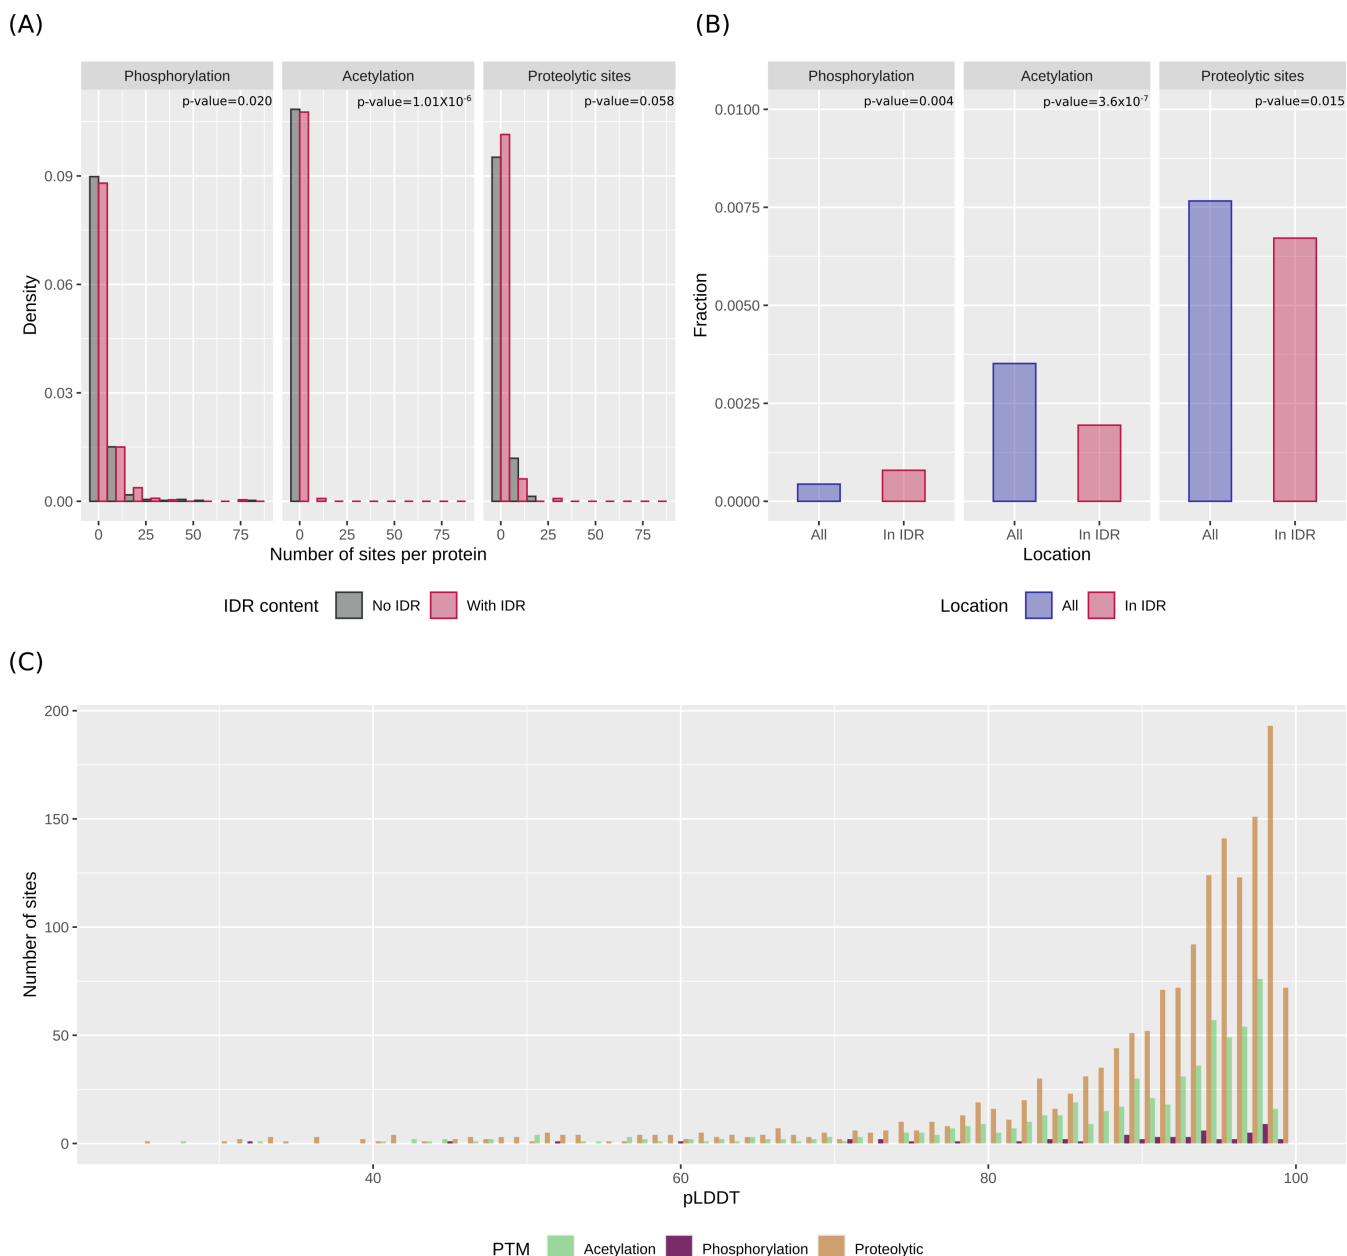 (A)
Phosphorylation Acetylation Proteolytic sites
p-value=0.020 p-value=1.01X10⁻⁶ p-value=0.058
Density
0.09
0.06
0.03
0.00
0 25 50 75 0 25 50 75 0 25 50 75
Number of sites per protein
IDR content No IDR With IDR
(B)
Phosphorylation Acetylation Proteolytic sites
p-value=0.004 p-value=3.6x10⁻⁷ p-value=0.015
Fraction
0.0100
0.0075
0.0050
0.0025
0.0000
All In IDR All In IDR All In IDR
Location
Location All In IDR
(C)
Number of sites
200
150
100
50
0
40 60 80 100
pLDDT
PTM Acetylation Phosphorylation Proteolytic